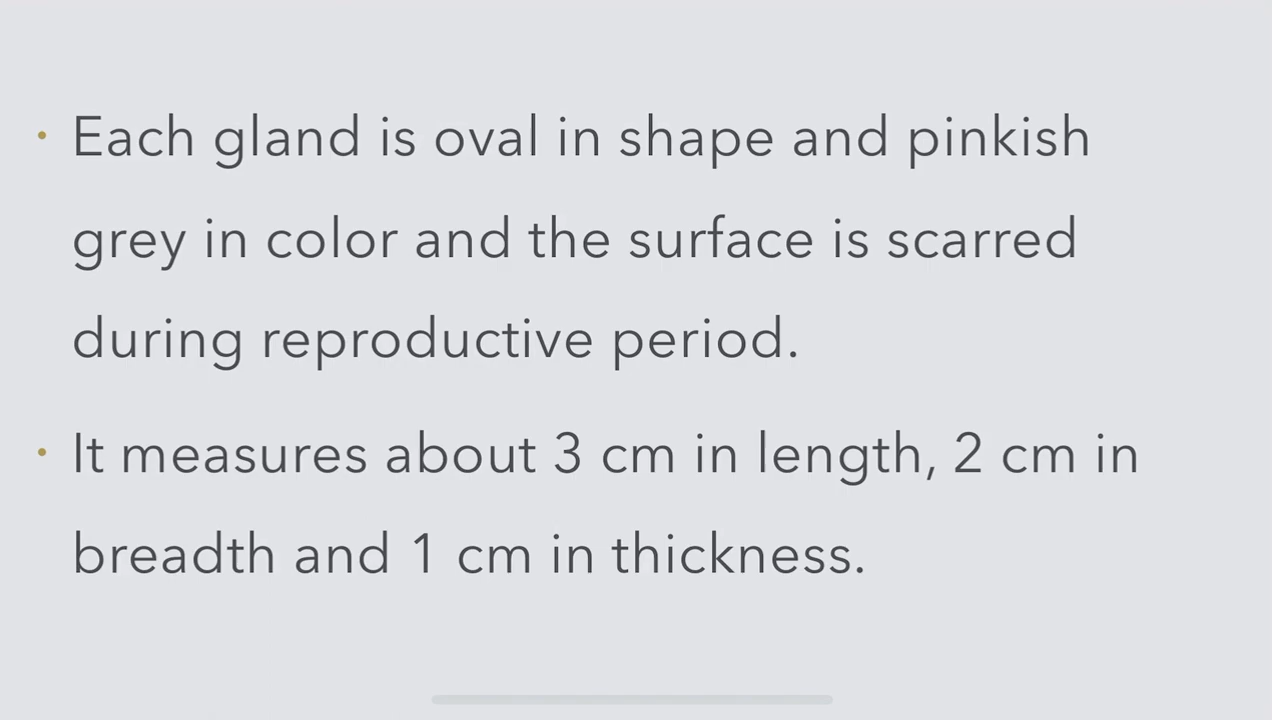 • Each gland is oval in shape and pinkish
grey in color and the surface is scarred
during reproductive period.
• It measures about 3 cm in length, 2 cm in
breadth and 1 cm in thickness.